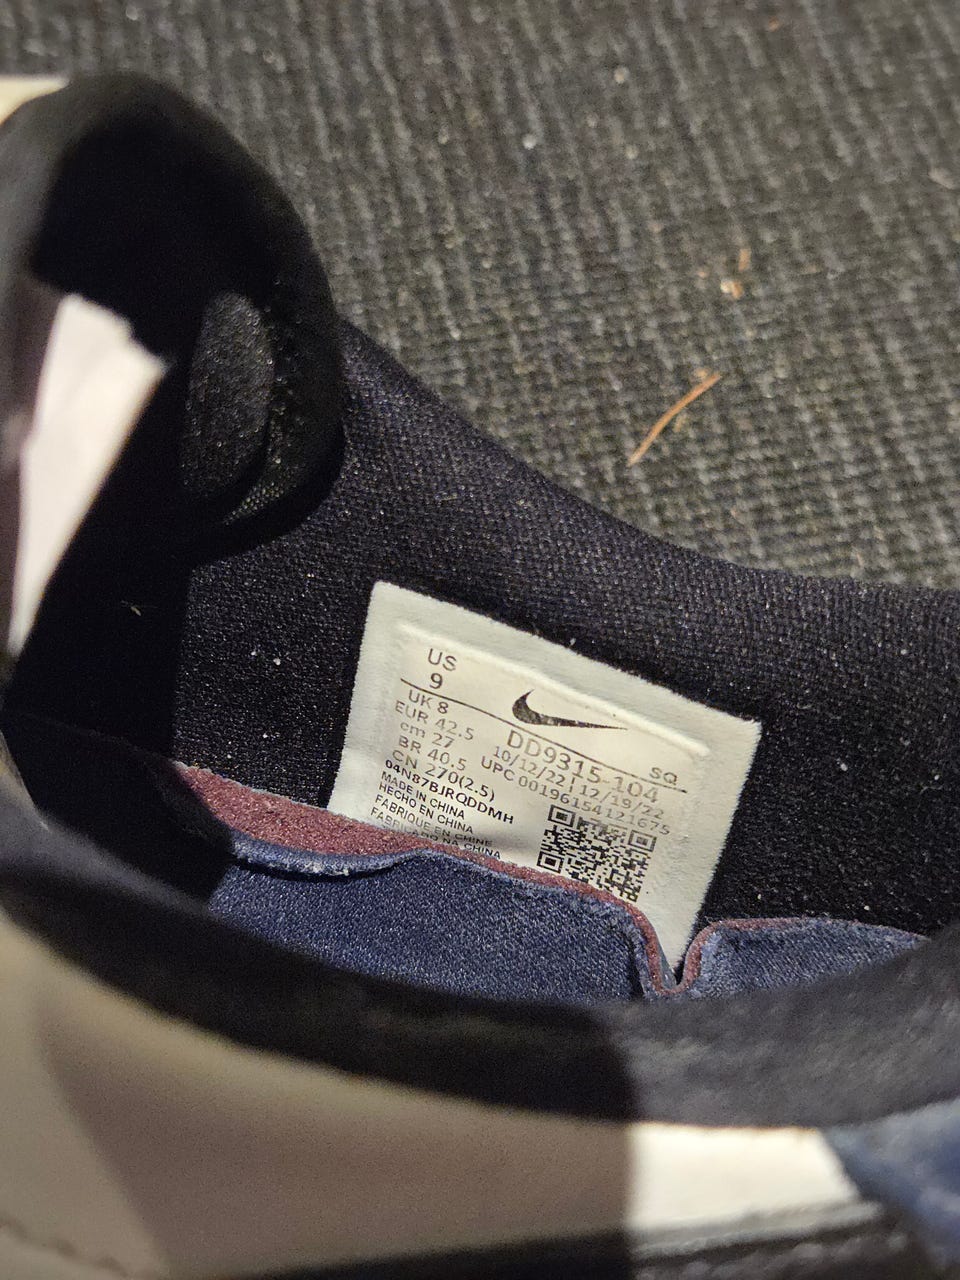 US
9
UK 8
EUR 42.5
cm 27
BR 40.5
CN 270(2.5)
DD9315-104
SQ
10/12/22 | 12/19/22
UPC 00196154121675
04N87BJRQDDMH
MADE IN CHINA
HECHO EN CHINA
FABRIQUE EN CHINE
FABRICADO NA CHINA